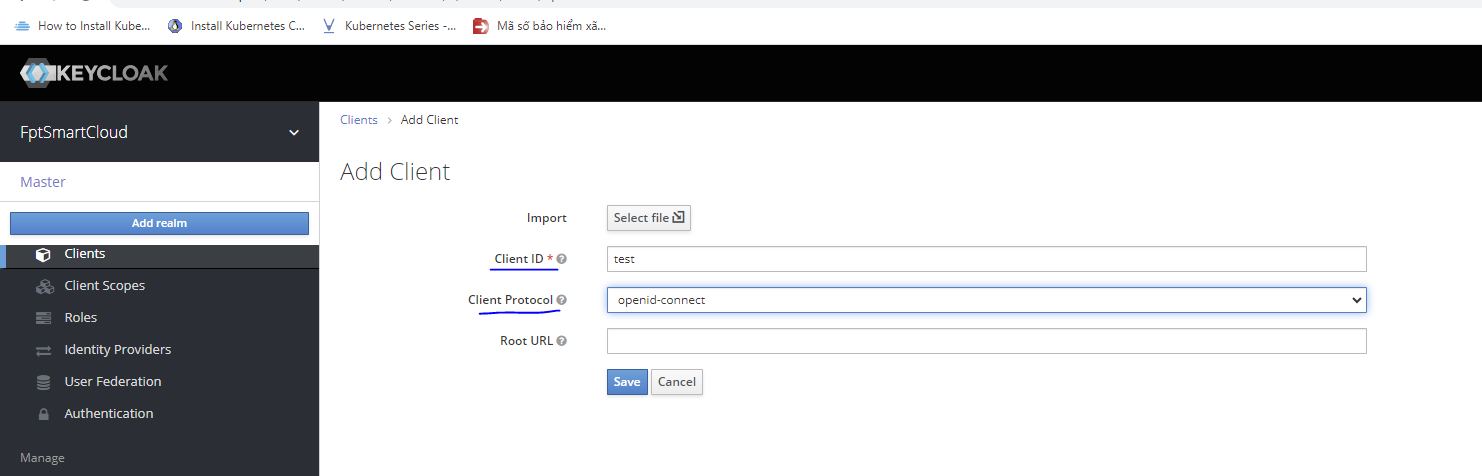 How to Install Kube... Install Kubernetes C... Kubernetes Series -... Mã số bảo hiểm xã...
KEYCLOAK
FptSmartCloud
Master
Add realm
Clients
Client Scopes
Roles
Identity Providers
User Federation
Authentication
Manage
Clients > Add Client
Add Client
Import Select file
Client ID * test
Client Protocol openid-connect
Root URL
Save Cancel